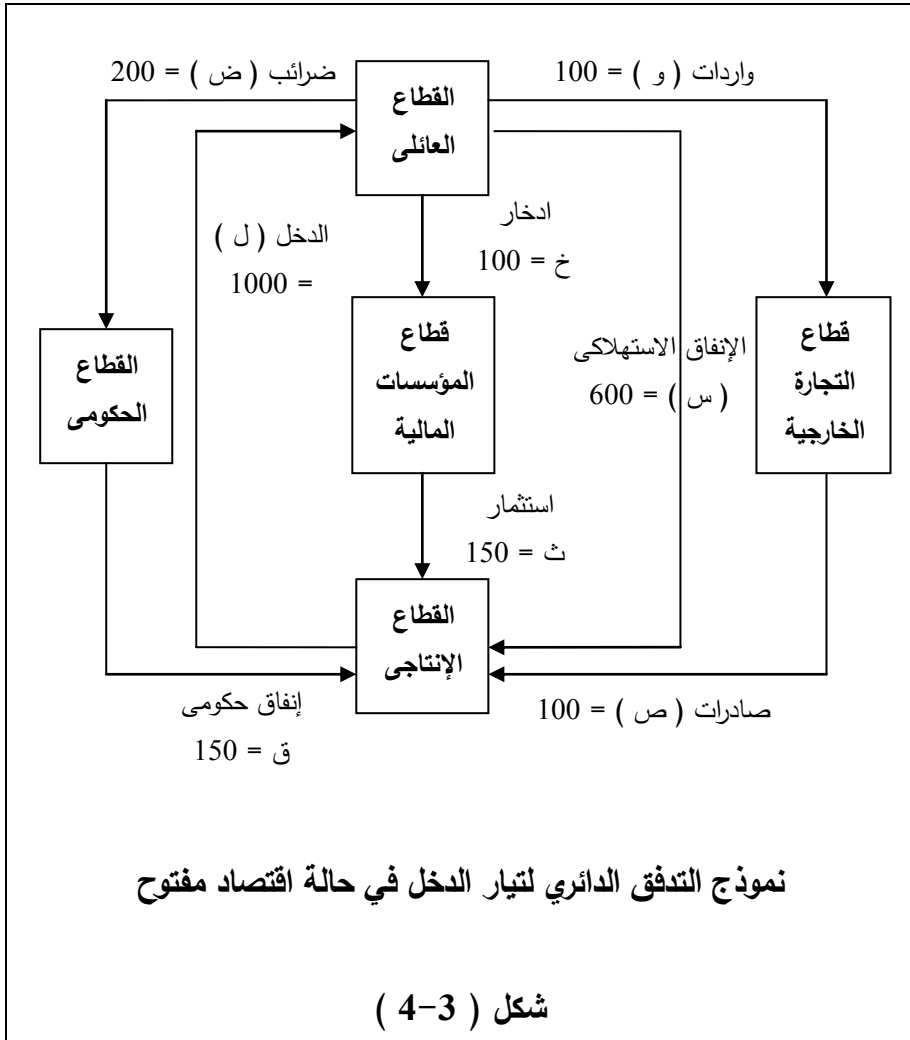 ضرائب ( ض ) = 200
القطاع
العائلى
واردات ( و ) = 100
ادخار
خ = 100
الدخل ( ل )
= 1000
قطاع
التجارة
الخارجية
الإنفاق الاستهلاكى
( س ) = 600
قطاع
المؤسسات
المالية
القطاع
الحكومى
استثمار
ث = 150
القطاع
الإنتاجى
صادرات ( ص ) = 100
إنفاق حكومى
ق = 150
نموذج التدفق الدائري لتيار الدخل في حالة اقتصاد مفتوح
شكل ( 3-4 )